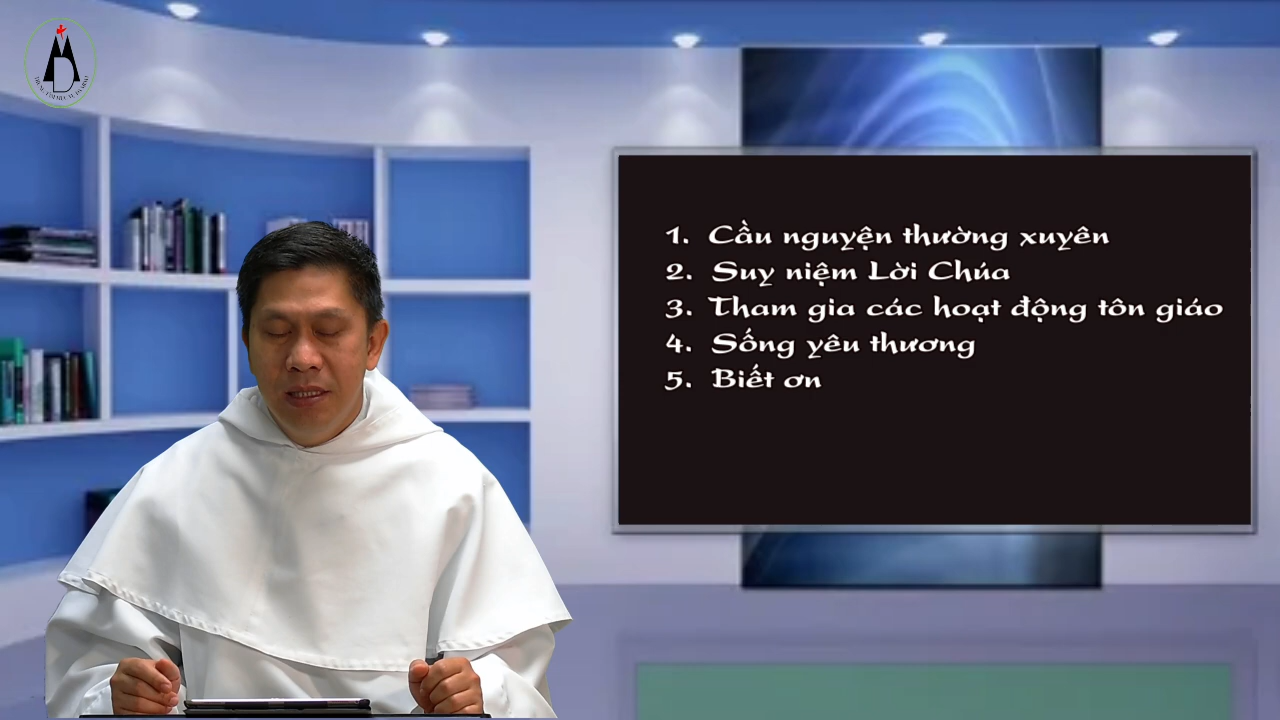 1. Cầu nguyện thường xuyên
2. Suy niệm Lời Chúa
3. Tham gia các hoạt động tôn giáo
4. Sống yêu thương
5. Biết ơn